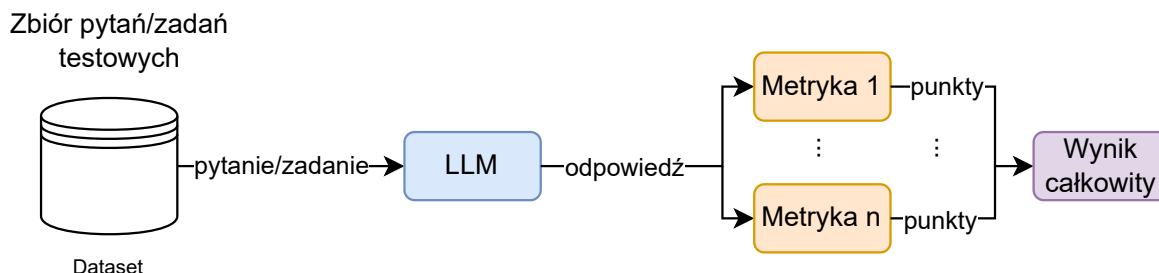 Zbiór pytań/zadań
testowych
Dataset
pytanie/zadanie
LLM
odpowiedź
Metryka 1
punkty
⋮
⋮
Metryka n
punkty
Wynik
całkowity